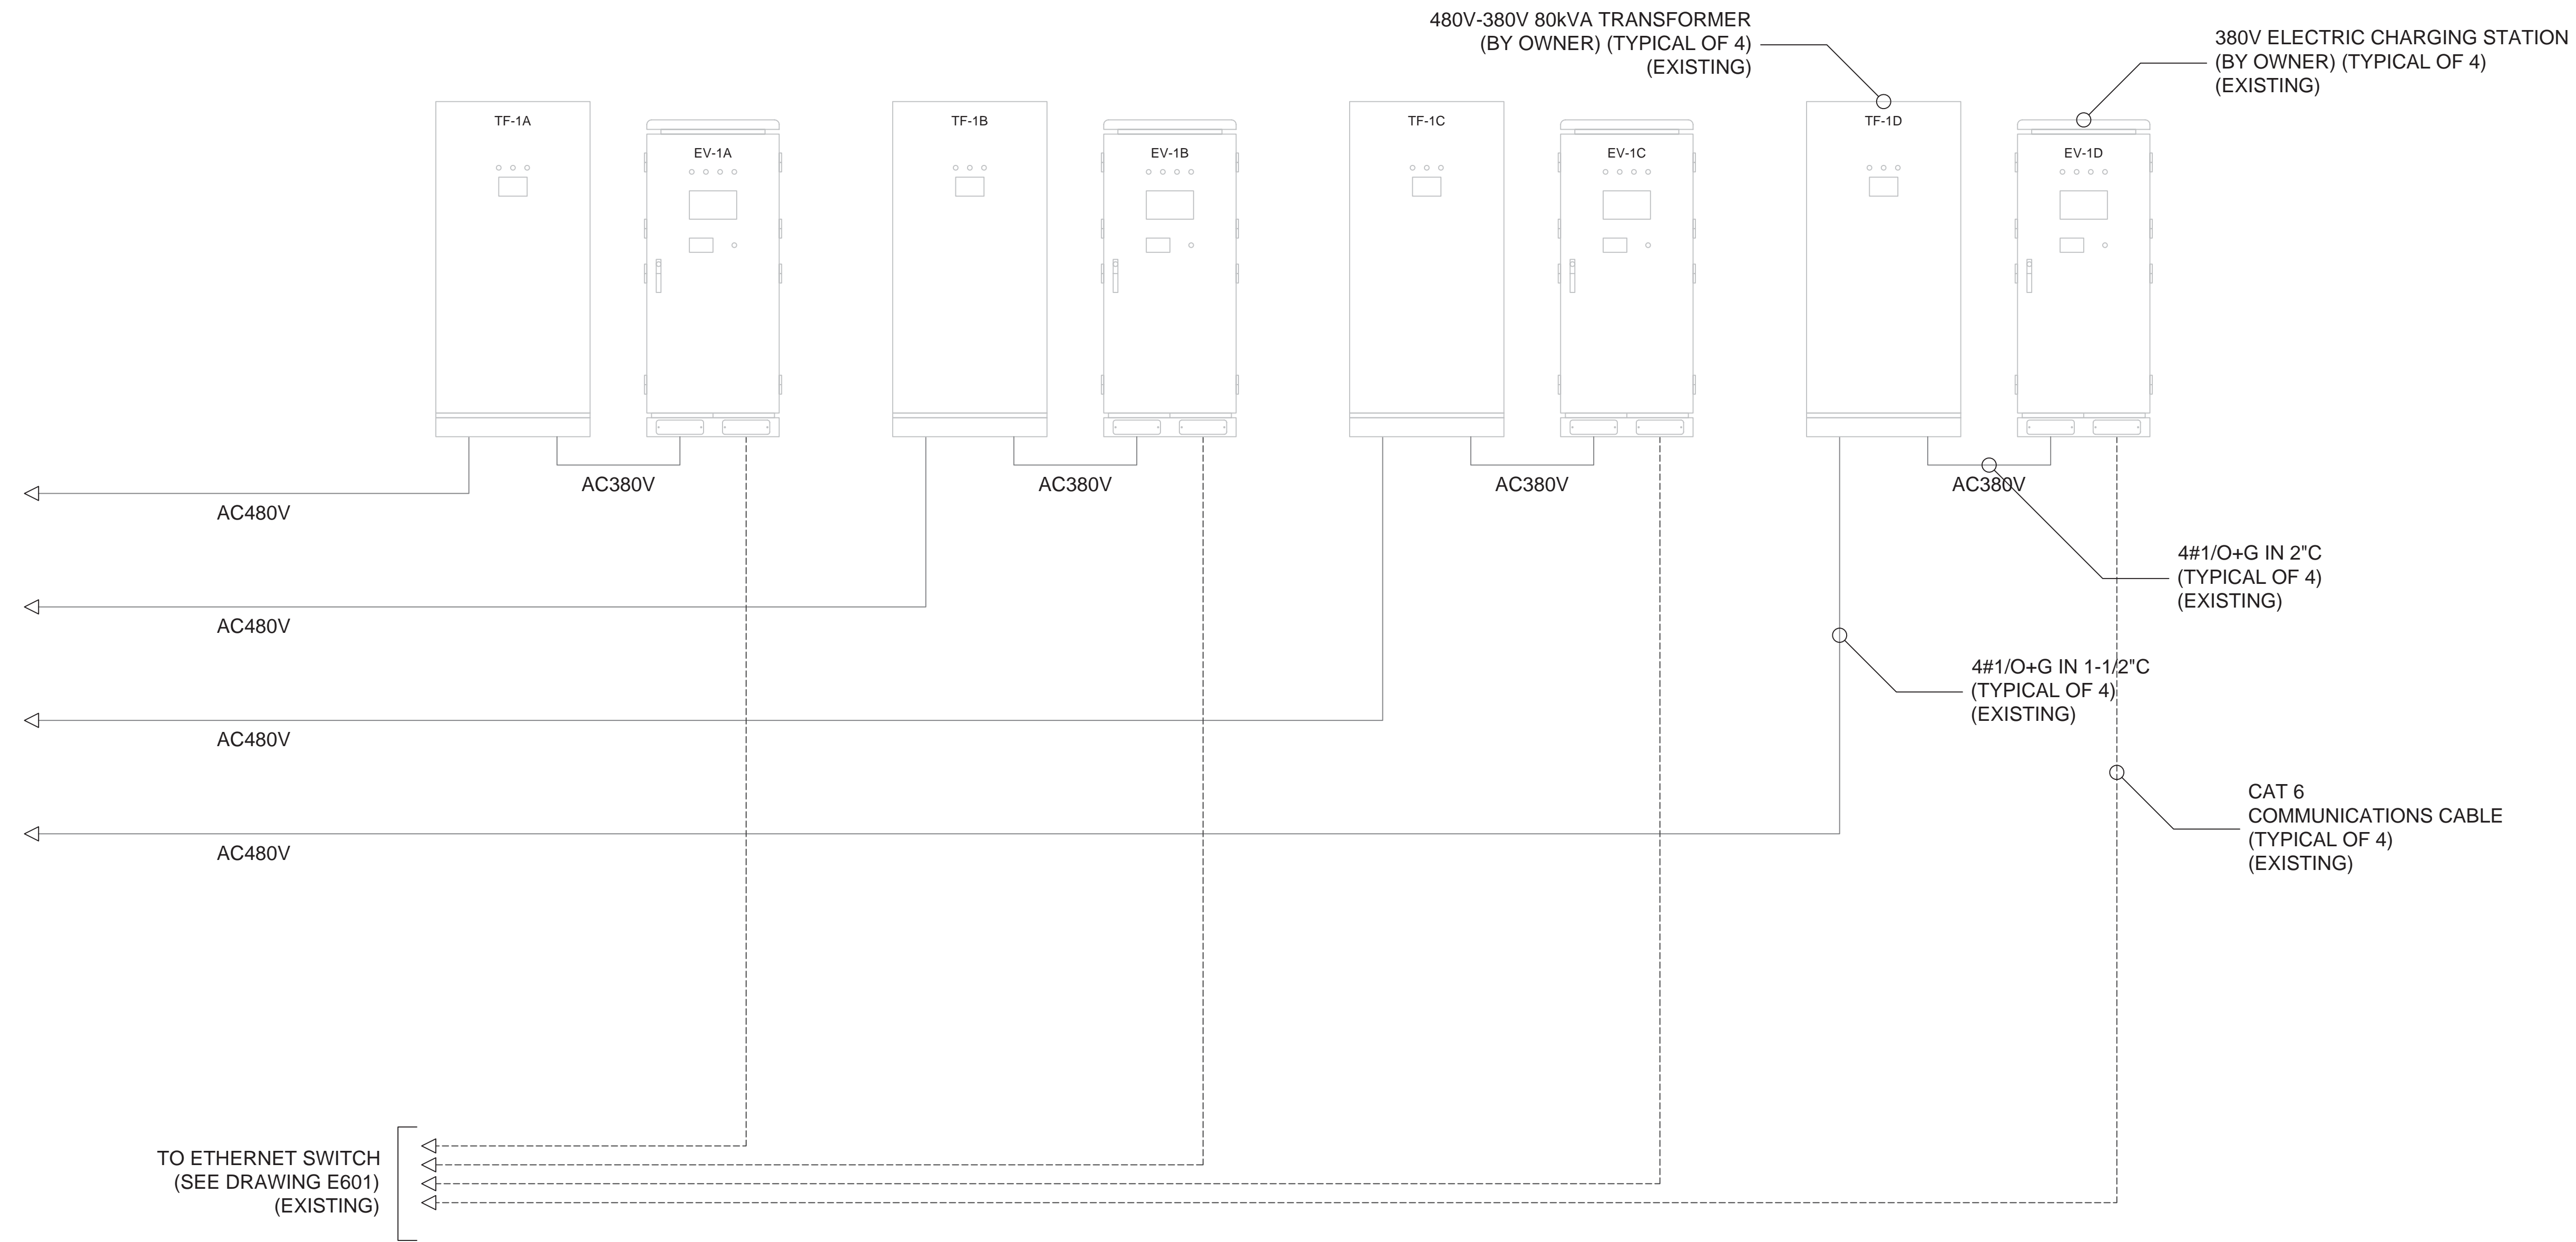 480V-380V 80kVA TRANSFORMER
(BY OWNER) (TYPICAL OF 4)
(EXISTING)
380V ELECTRIC CHARGING STATION
(BY OWNER) (TYPICAL OF 4)
(EXISTING)
TF-1A
EV-1A
TF-1B
EV-1B
TF-1C
EV-1C
TF-1D
EV-1D
AC380V
AC380V
AC380V
AC380V
AC480V
4#1/O+G IN 2"C
(TYPICAL OF 4)
(EXISTING)
AC480V
4#1/O+G IN 1-1/2"C
(TYPICAL OF 4)
(EXISTING)
AC480V
CAT 6
COMMUNICATIONS CABLE
(TYPICAL OF 4)
(EXISTING)
AC480V
TO ETHERNET SWITCH
(SEE DRAWING E601)
(EXISTING)